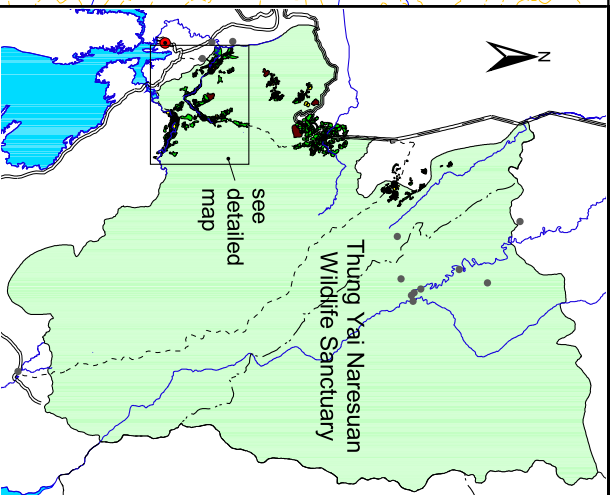 N
see
detailed
map
Thung Yai Naresuan
Wildlife Sanctuary